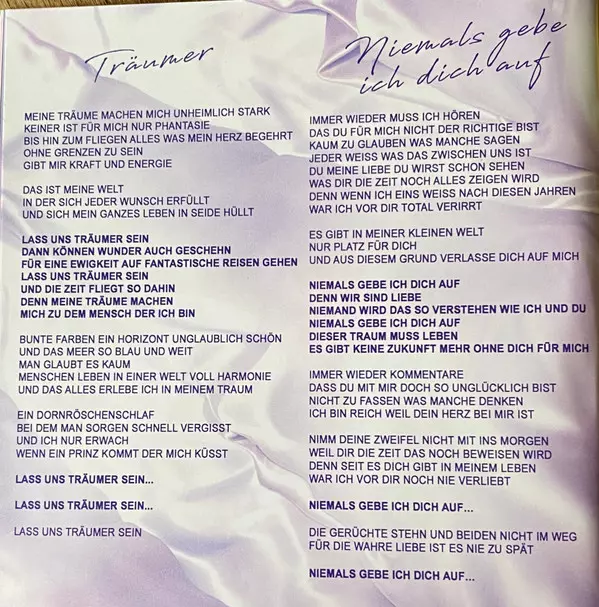 Träumer
MEINE TRÄUME MACHEN MICH UNHEIMLICH STARK
KEINER IST FÜR MICH NUR PHANTASIE
BIS HIN ZUM FLIEGEN ALLES WAS MEIN HERZ BEGEHRT
OHNE GRENZEN ZU SEIN
GIBT MIR KRAFT UND ENERGIE
DAS IST MEINE WELT
IN DER SICH JEDER WUNSCH ERFÜLLT
UND SICH MEIN GANZES LEBEN IN SEIDE HÜLLT
LASS UNS TRÄUMER SEIN
DANN KÖNNEN WUNDER AUCH GESCHEHN
FÜR EINE EWIGKEIT AUF FANTASTISCHE REISEN GEHEN
LASS UNS TRÄUMER SEIN
UND DIE ZEIT FLIEGT SO DAHIN
DENN MEINE TRÄUME MACHEN
MICH ZU DEM MENSCH DER ICH BIN
BUNTE FARBEN EIN HORIZONT UNGLAUBLICH SCHÖN
UND DAS MEER SO BLAU UND WEIT
MAN GLAUBT ES KAUM
MENSCHEN LEBEN IN EINER WELT VOLL HARMONIE
UND DAS ALLES ERLEBE ICH IN MEINEM TRAUM
EIN DORNRÖSCHENSCHLAF
BEI DEM MAN SORGEN SCHNELL VERGISST
UND ICH NUR ERWACH
WENN EIN PRINZ KOMMT DER MICH KÜSST
LASS UNS TRÄUMER SEIN...
LASS UNS TRÄUMER SEIN...
LASS UNS TRÄUMER SEIN
Niemals gebe
ich dich auf
IMMER WIEDER MUSS ICH HÖREN
DAS DU FÜR MICH NICHT DER RICHTIGE BIST
KAUM ZU GLAUBEN WAS MANCHE SAGEN
JEDER WEISS WAS DAS ZWISCHEN UNS IST
DU MEINE LIEBE DU WIRST SCHON SEHEN
WAS DIR DIE ZEIT NOCH ALLES ZEIGEN WIRD
DENN WENN ICH EINS WEISS NACH DIESEN JAHREN
WAR ICH VOR DIR TOTAL VERIRRT
ES GIBT IN MEINER KLEINEN WELT
NUR PLATZ FÜR DICH
UND AUS DIESEM GRUND VERLASSE DICH AUF MICH
NIEMALS GEBE ICH DICH AUF
DENN WIR SIND LIEBE
NIEMAND WIRD DAS SO VERSTEHEN WIE ICH UND DU
NIEMALS GEBE ICH DICH AUF
DIESER TRAUM MUSS LEBEN
ES GIBT KEINE ZUKUNFT MEHR OHNE DICH FÜR MICH
IMMER WIEDER KOMMENTARE
DASS DU MIT MIR DOCH SO UNGLÜCKLICH BIST
NICHT ZU FASSEN WAS MANCHE DENKEN
ICH BIN REICH WEIL DEIN HERZ BEI MIR IST
NIMM DEINE ZWEIFEL NICHT MIT INS MORGEN
WEIL DIR DIE ZEIT DAS NOCH BEWEISEN WIRD
DENN SEIT ES DICH GIBT IN MEINEM LEBEN
WAR ICH VOR DIR NOCH NIE VERLIEBT
NIEMALS GEBE ICH DICH AUF...
DIE GERÜCHTE STEHN UND BEIDEN NICHT IM WEG
FÜR DIE WAHRE LIEBE IST ES NIE ZU SPÄT
NIEMALS GEBE ICH DICH AUF...